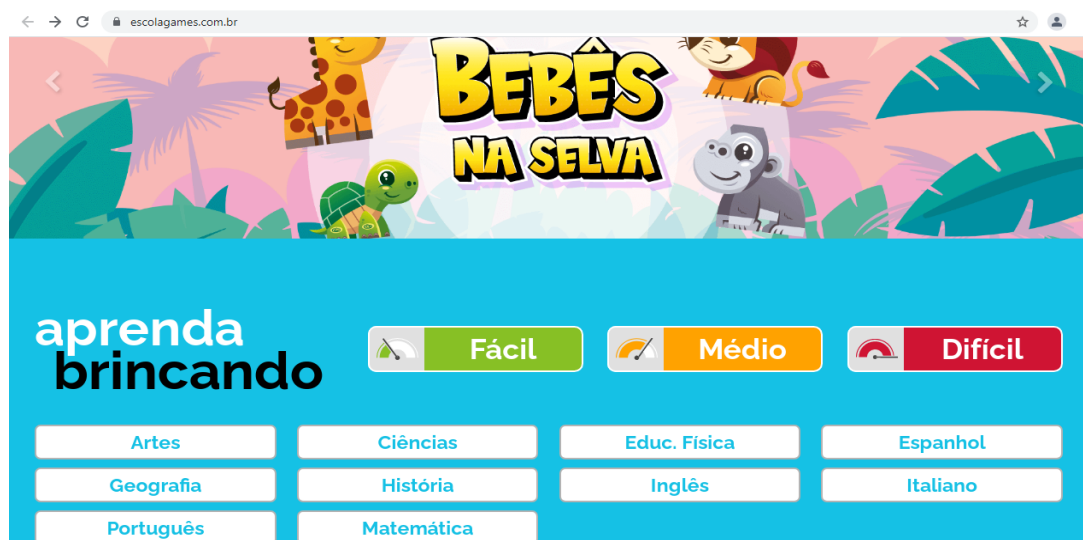 escolagames.com.br
BEBÊS
NA SELVA
aprenda
brincando
Fácil
Médio
Difícil
Artes
Ciências
Educ. Física
Espanhol
Geografia
História
Inglês
Italiano
Português
Matemática